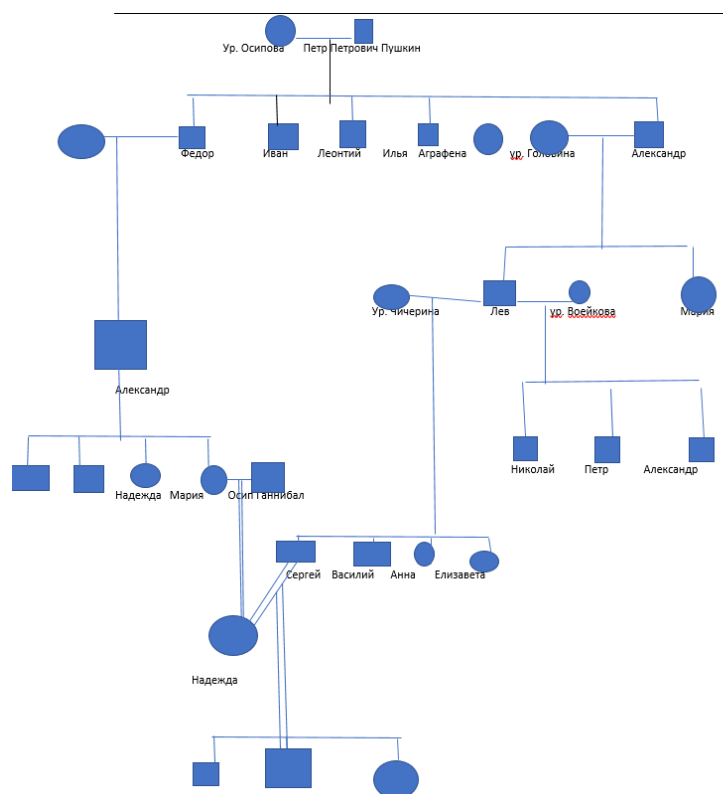 Ур. Осипова Петр Петрович Пушкин
Федор Иван Леонтий Илья Аграфена ур. Головина Александр
Ур. Чичерина Лев ур. Воейкова Мария
Александр
Николай Петр Александр
Надежда Мария Осип Ганнибал
Сергей Василий Анна Елизавета
Надежда